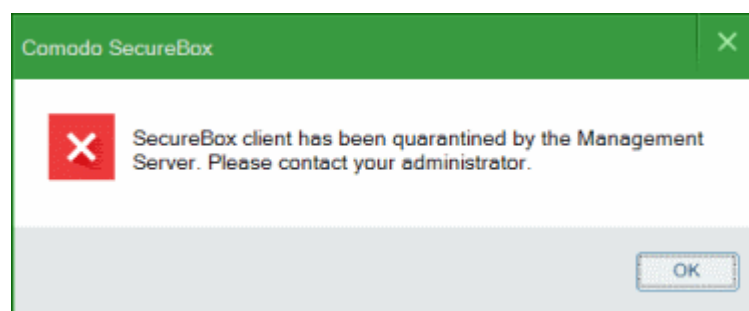 Comodo SecureBox
SecureBox client has been quarantined by the Management
Server. Please contact your administrator.
OK